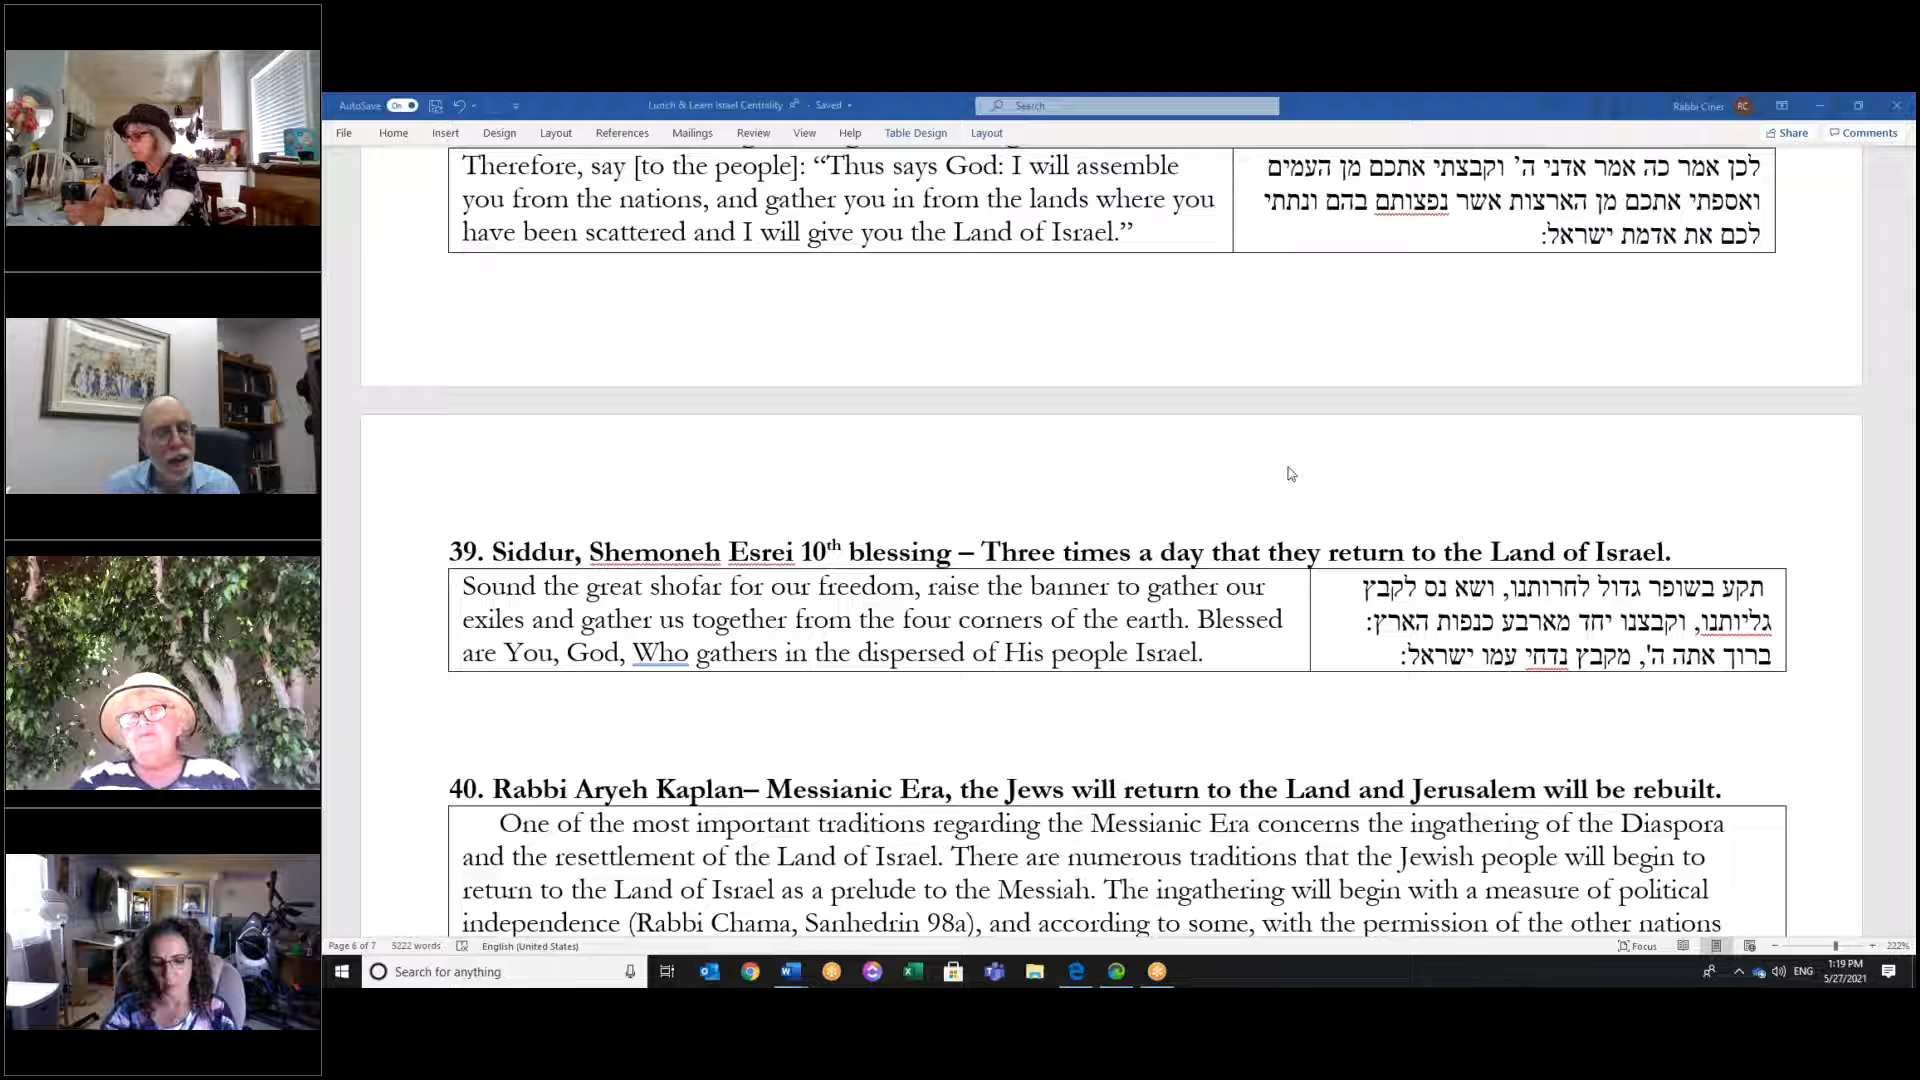 AutoSave On Lunch & Learn Israel Centrality - Saved Search Rabbi Ciner RC
File Home Insert Design Layout References Mailings Review View Help Table Design Layout Share Comments
Therefore, say [to the people]: “Thus says God: I will assemble
you from the nations, and gather you in from the lands where you
have been scattered and I will give you the Land of Israel.”
לכן אמר כה אמר אדני ה’ וקבצתי אתכם מן העמים
ואספתי אתכם מן הארצות אשר נפצותם בהם ונתתי
לכם את אדמת ישראל:
39. Siddur, Shemoneh Esrei 10th blessing – Three times a day that they return to the Land of Israel.
Sound the great shofar for our freedom, raise the banner to gather our
exiles and gather us together from the four corners of the earth. Blessed
are You, God, Who gathers in the dispersed of His people Israel.
תקע בשופר גדול לחרותנו, ושא נס לקבץ
גליותנו, וקבצנו יחד מארבע כנפות הארץ:
ברוך אתה ה', מקבץ נדחי עמו ישראל:
40. Rabbi Aryeh Kaplan– Messianic Era, the Jews will return to the Land and Jerusalem will be rebuilt.
One of the most important traditions regarding the Messianic Era concerns the ingathering of the Diaspora
and the resettlement of the Land of Israel. There are numerous traditions that the Jewish people will begin to
return to the Land of Israel as a prelude to the Messiah. The ingathering will begin with a measure of political
independence (Rabbi Chama, Sanhedrin 98a), and according to some, with the permission of the other nations
Page 6 of 7 5222 words English (United States) Focus 222%
Search for anything ENG 1:19 PM
5/27/2021